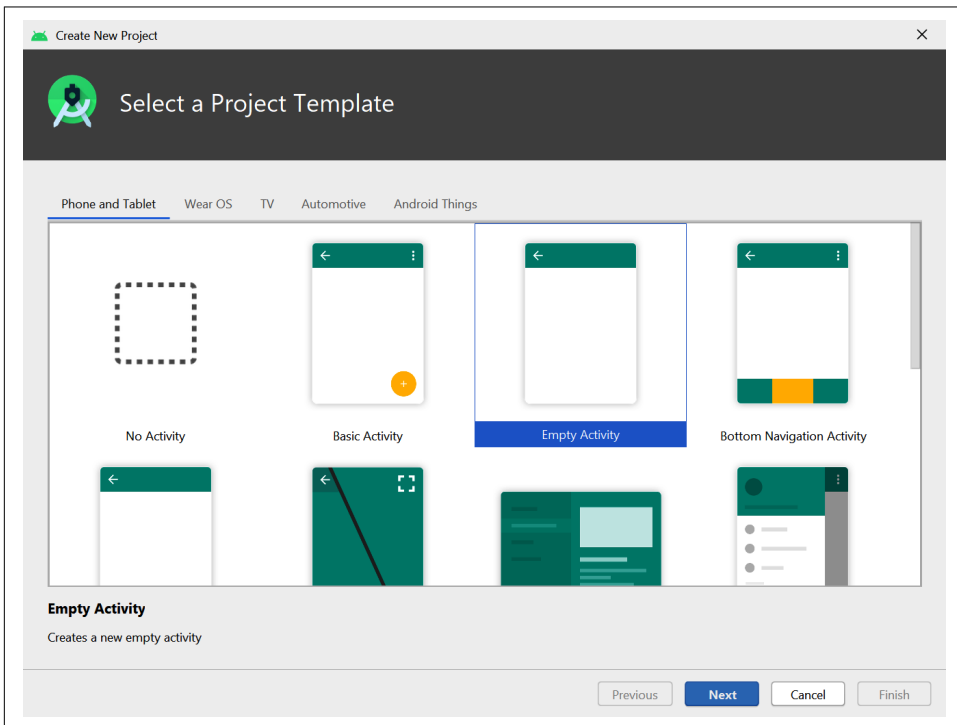 Create New Project
Select a Project Template
Phone and Tablet Wear OS TV Automotive Android Things
No Activity Basic Activity Empty Activity Bottom Navigation Activity
Empty Activity
Creates a new empty activity
Previous Next Cancel Finish